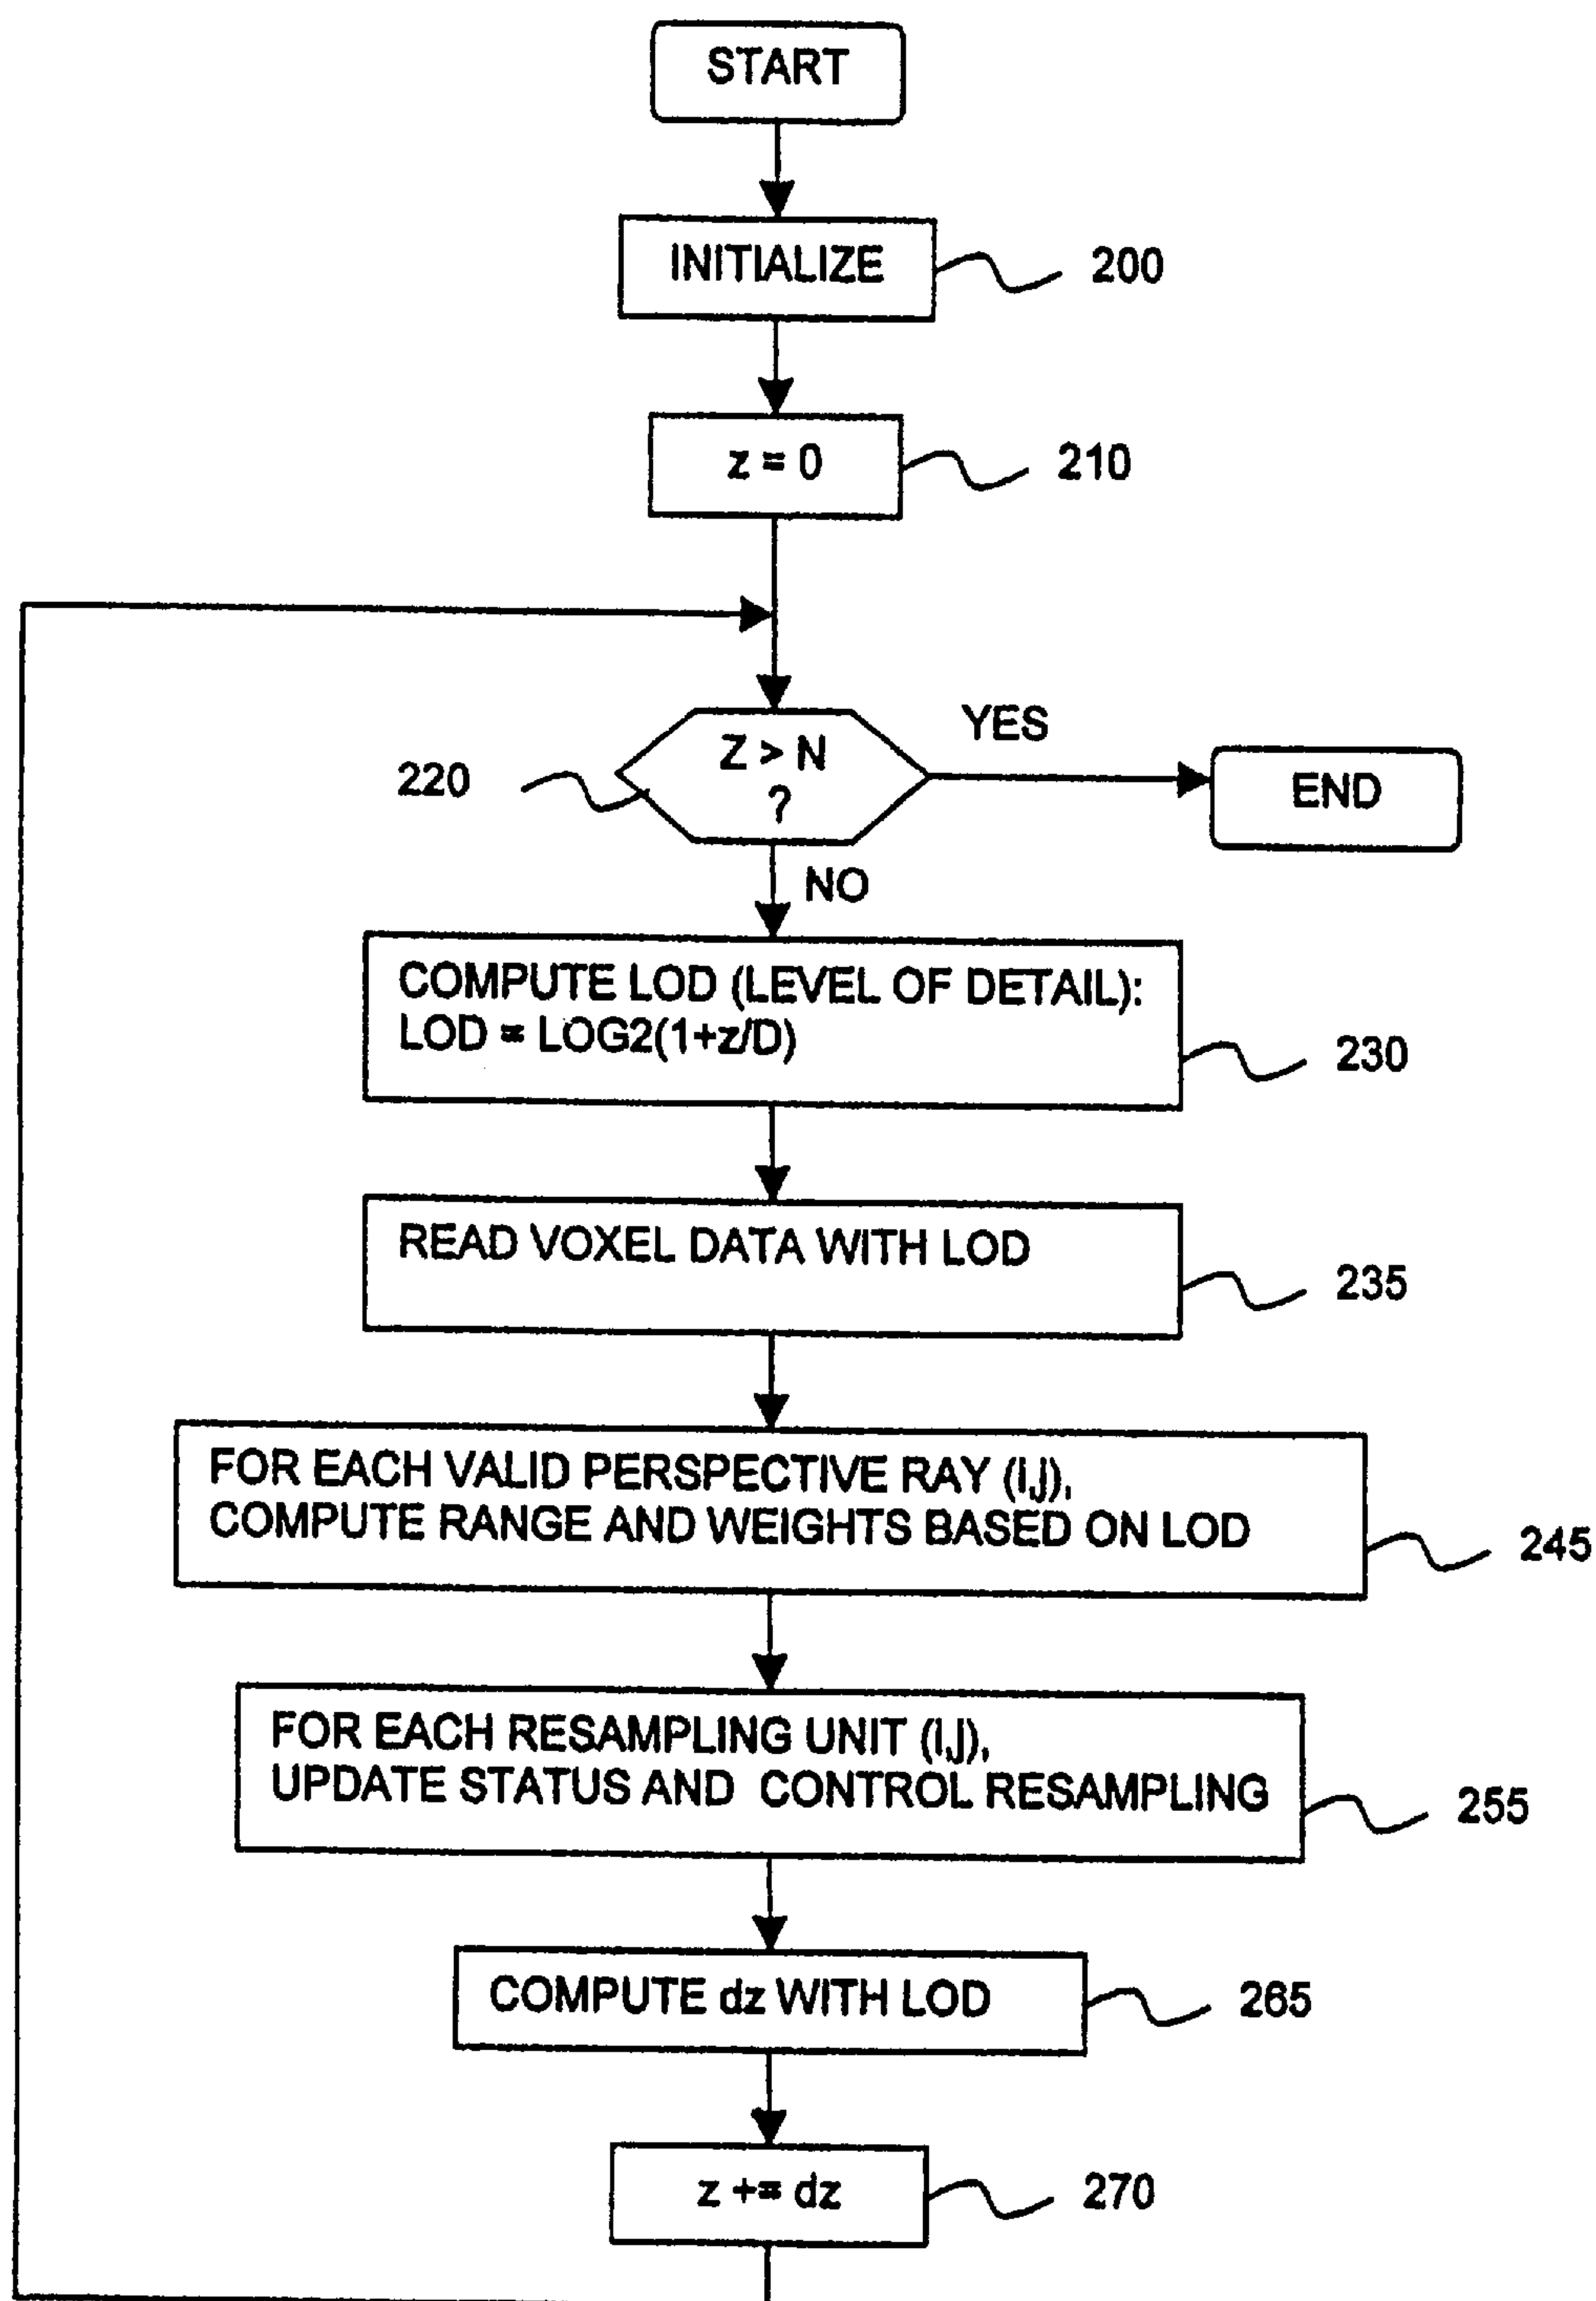 START
INITIALIZE
200
z = 0
210
Z > N
?
YES
220
END
NO
COMPUTE LOD (LEVEL OF DETAIL):
LOD = LOG2(1+z/D)
230
READ VOXEL DATA WITH LOD
235
FOR EACH VALID PERSPECTIVE RAY (i,j),
COMPUTE RANGE AND WEIGHTS BASED ON LOD
245
FOR EACH RESAMPLING UNIT (i,j),
UPDATE STATUS AND CONTROL RESAMPLING
255
COMPUTE dz WITH LOD
265
z += dz
270